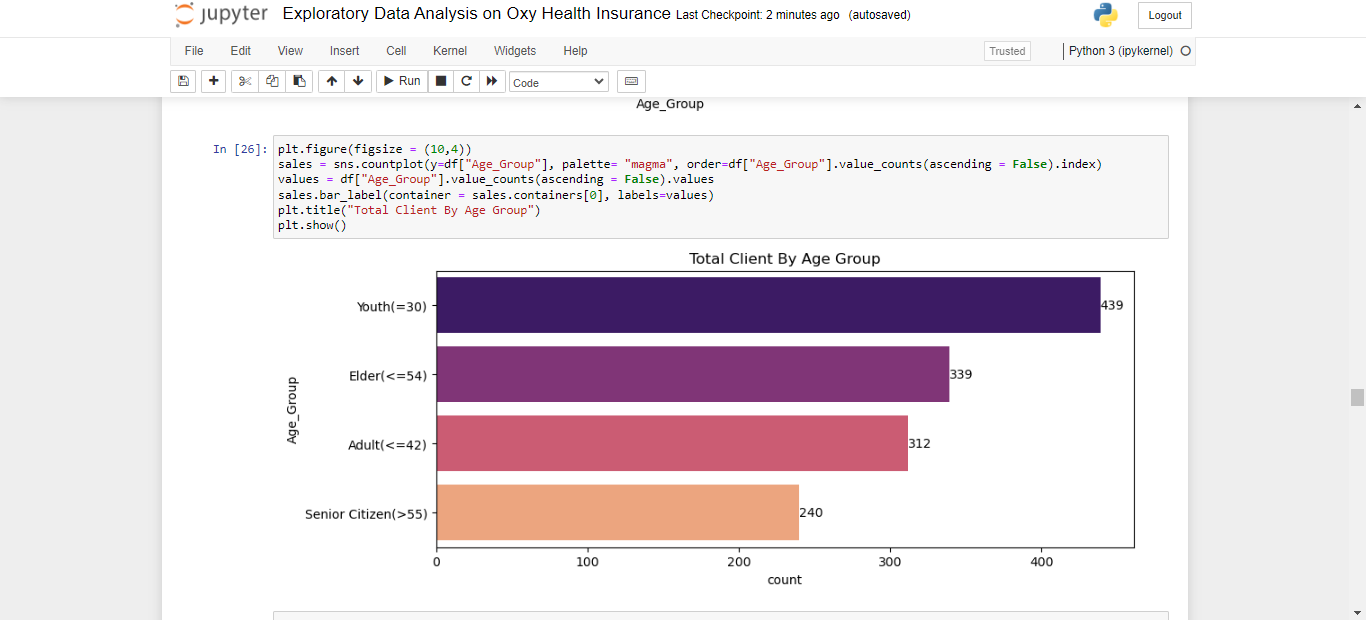 jupyter Exploratory Data Analysis on Oxy Health Insurance Last Checkpoint: 2 minutes ago (autosaved) Logout
File Edit View Insert Cell Kernel Widgets Help Trusted Python 3 (ipykernel)
Run Code
Age_Group
In [26]: plt.figure(figsize = (10,4))
sales = sns.countplot(y=df["Age_Group"], palette= "magma", order=df["Age_Group"].value_counts(ascending = False).index)
values = df["Age_Group"].value_counts(ascending = False).values
sales.bar_label(container = sales.containers[0], labels=values)
plt.title("Total Client By Age Group")
plt.show()
Total Client By Age Group
Youth(=30) 439
Elder(<=54) 339
Age_Group
Adult(<=42) 312
Senior Citizen(>55) 240
0 100 200 300 400
count